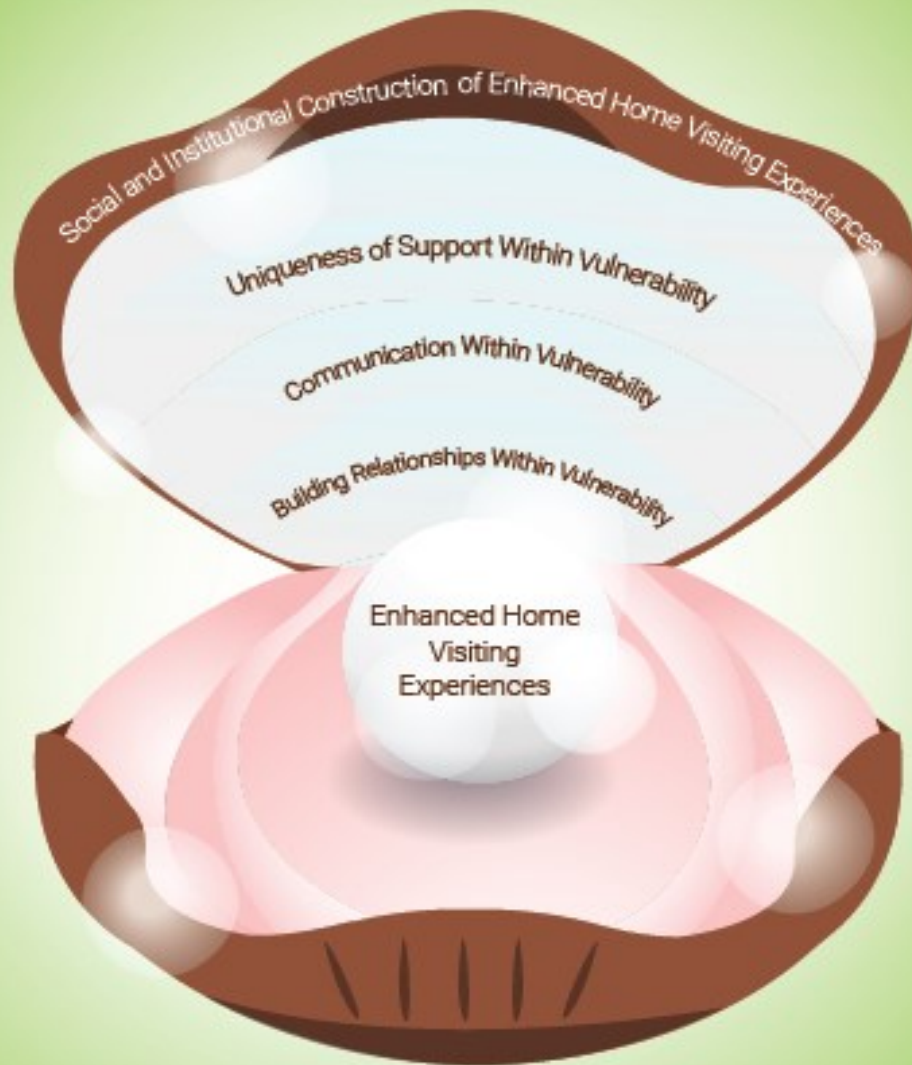 Social and Institutional Construction of Enhanced Home Visiting Experiences
Uniqueness of Support Within Vulnerability
Communication Within Vulnerability
Building Relationships Within Vulnerability
Enhanced Home
Visiting
Experiences